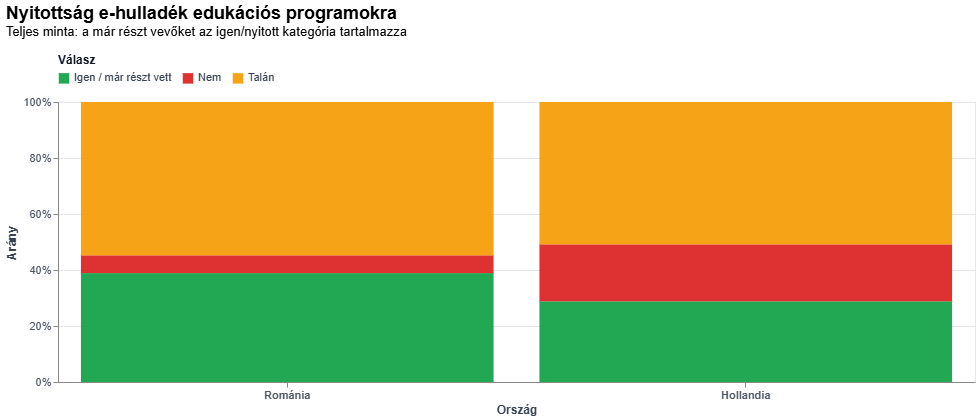 Nyitottság e-hulladék edukációs programokra
Teljes minta: a már részt vevőket az igen/nyitott kategória tartalmazza
Válasz
Igen / már részt vett
Nem
Talán
100%
80%
60%
40%
20%
0%
Arány
Románia
Hollandia
Ország